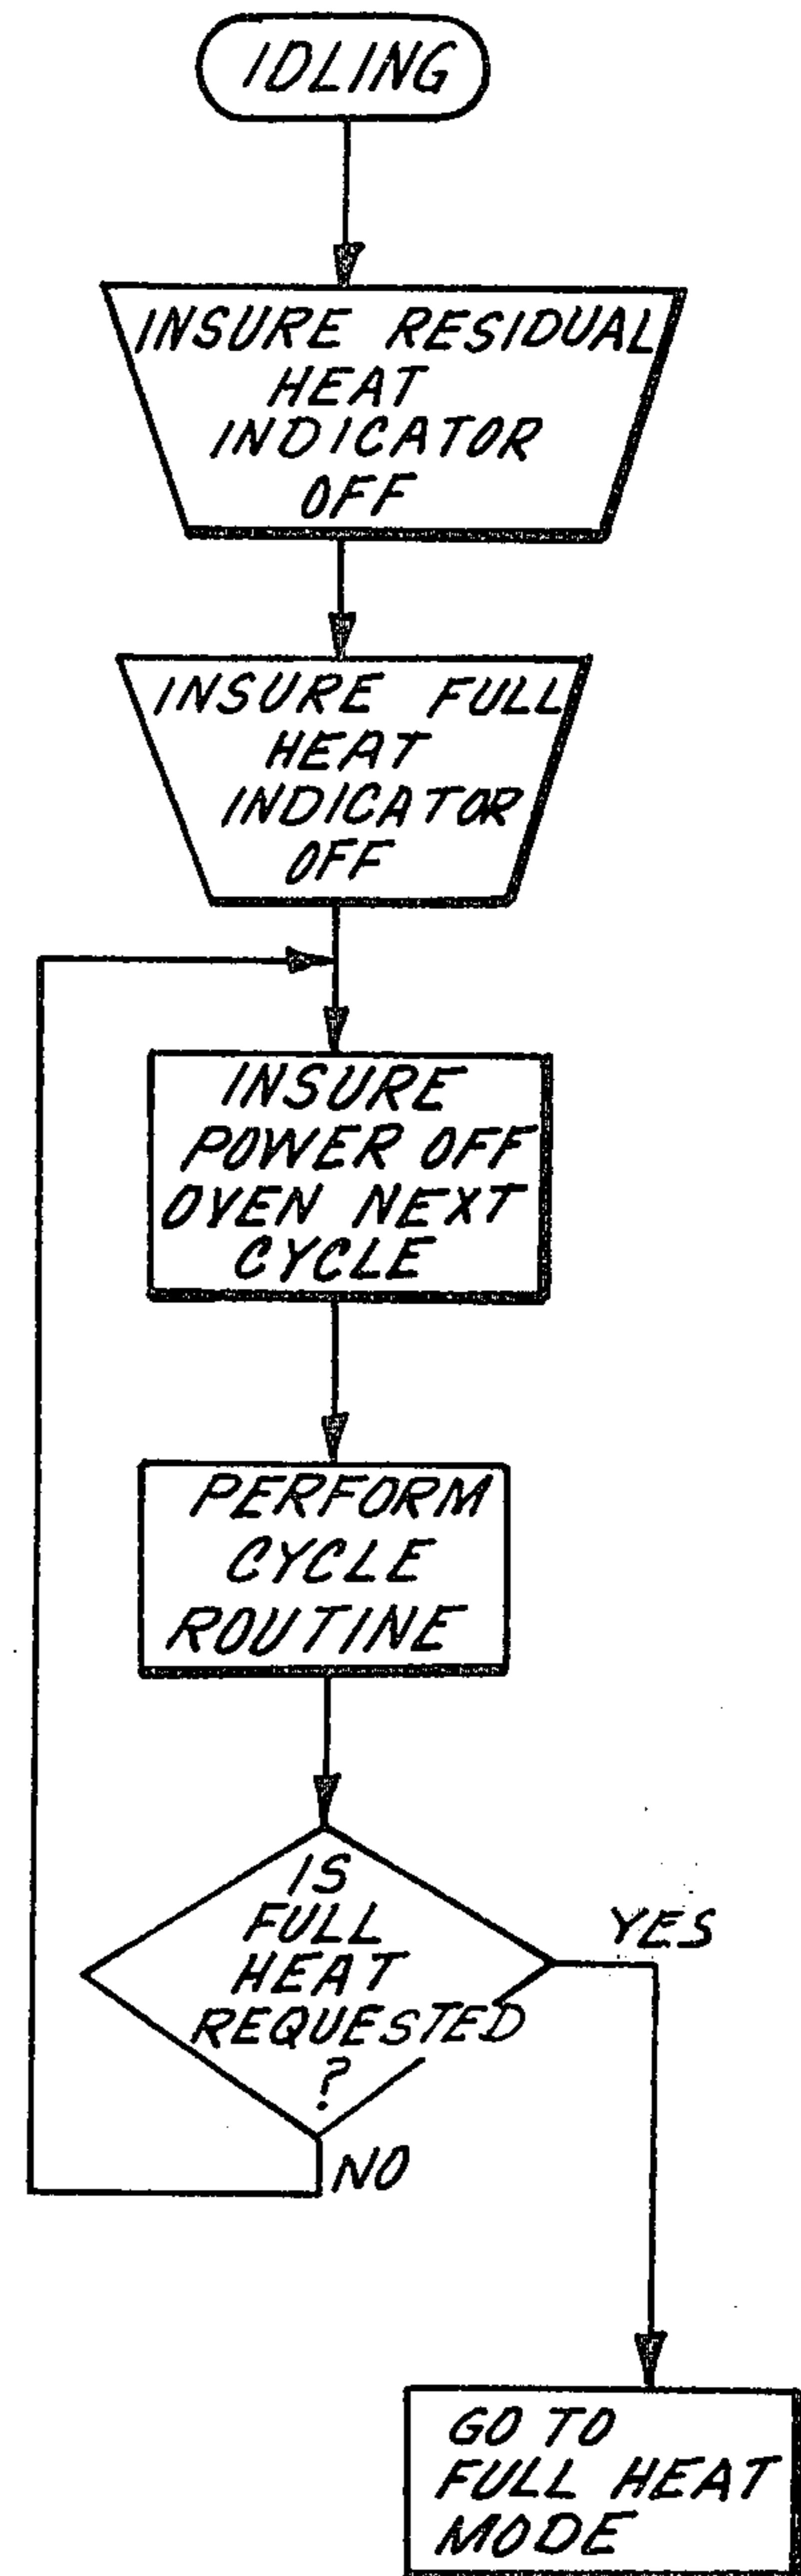 IDLING
INSURE RESIDUAL
HEAT
INDICATOR
OFF
INSURE FULL
HEAT
INDICATOR
OFF
INSURE
POWER OFF
OVEN NEXT
CYCLE
PERFORM
CYCLE
ROUTINE
IS
FULL
HEAT
REQUESTED
?
YES
NO
GO TO
FULL HEAT
MODE